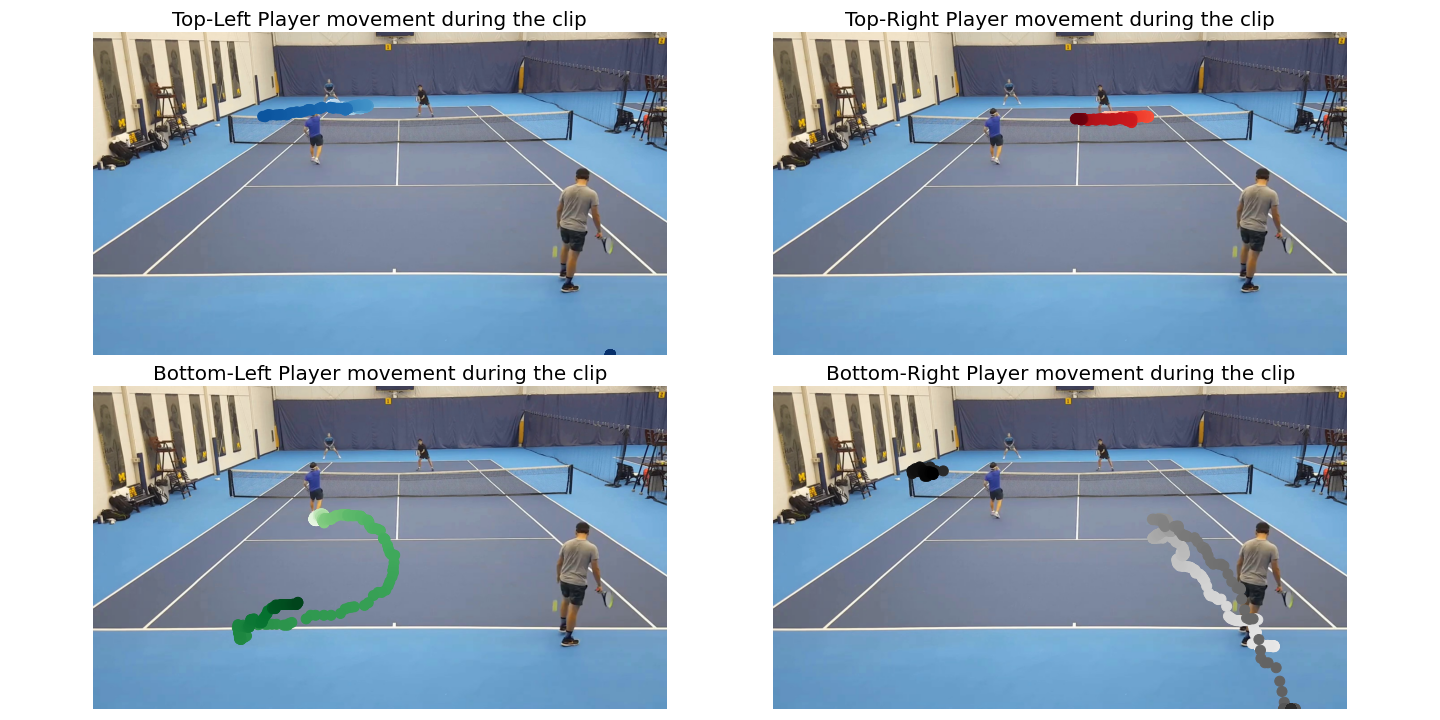 Top-Left Player movement during the clip
Top-Right Player movement during the clip
Bottom-Left Player movement during the clip
Bottom-Right Player movement during the clip